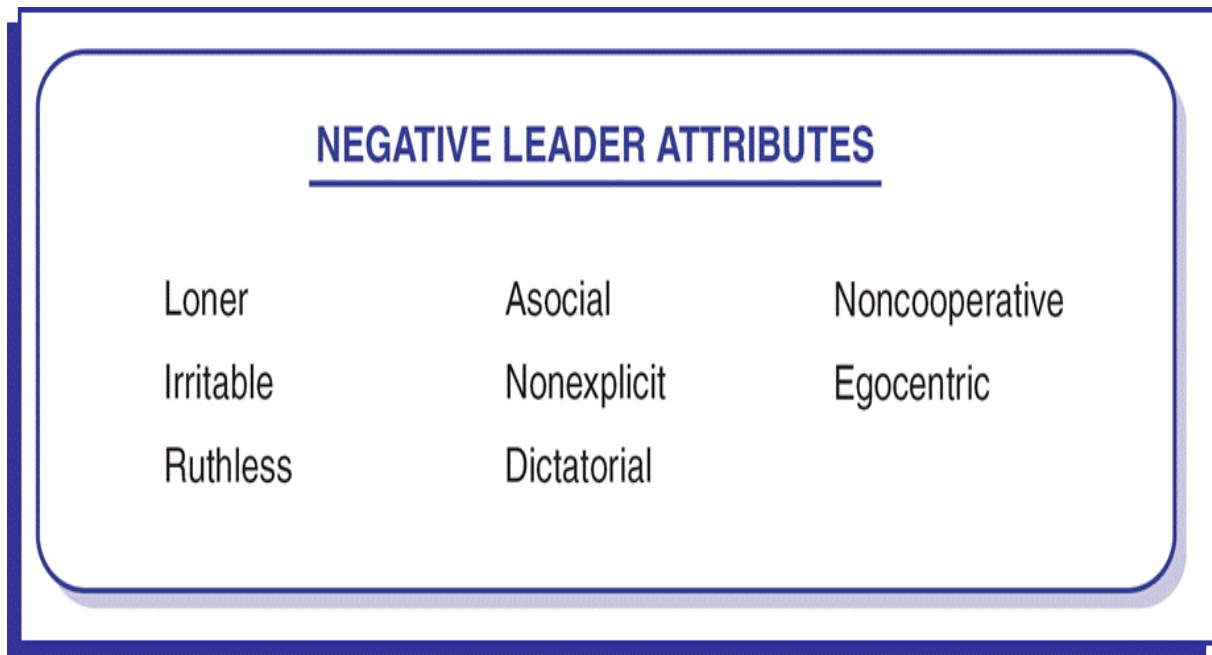 NEGATIVE LEADER ATTRIBUTES
Loner Asocial Noncooperative
Irritable Nonexplicit Egocentric
Ruthless Dictatorial